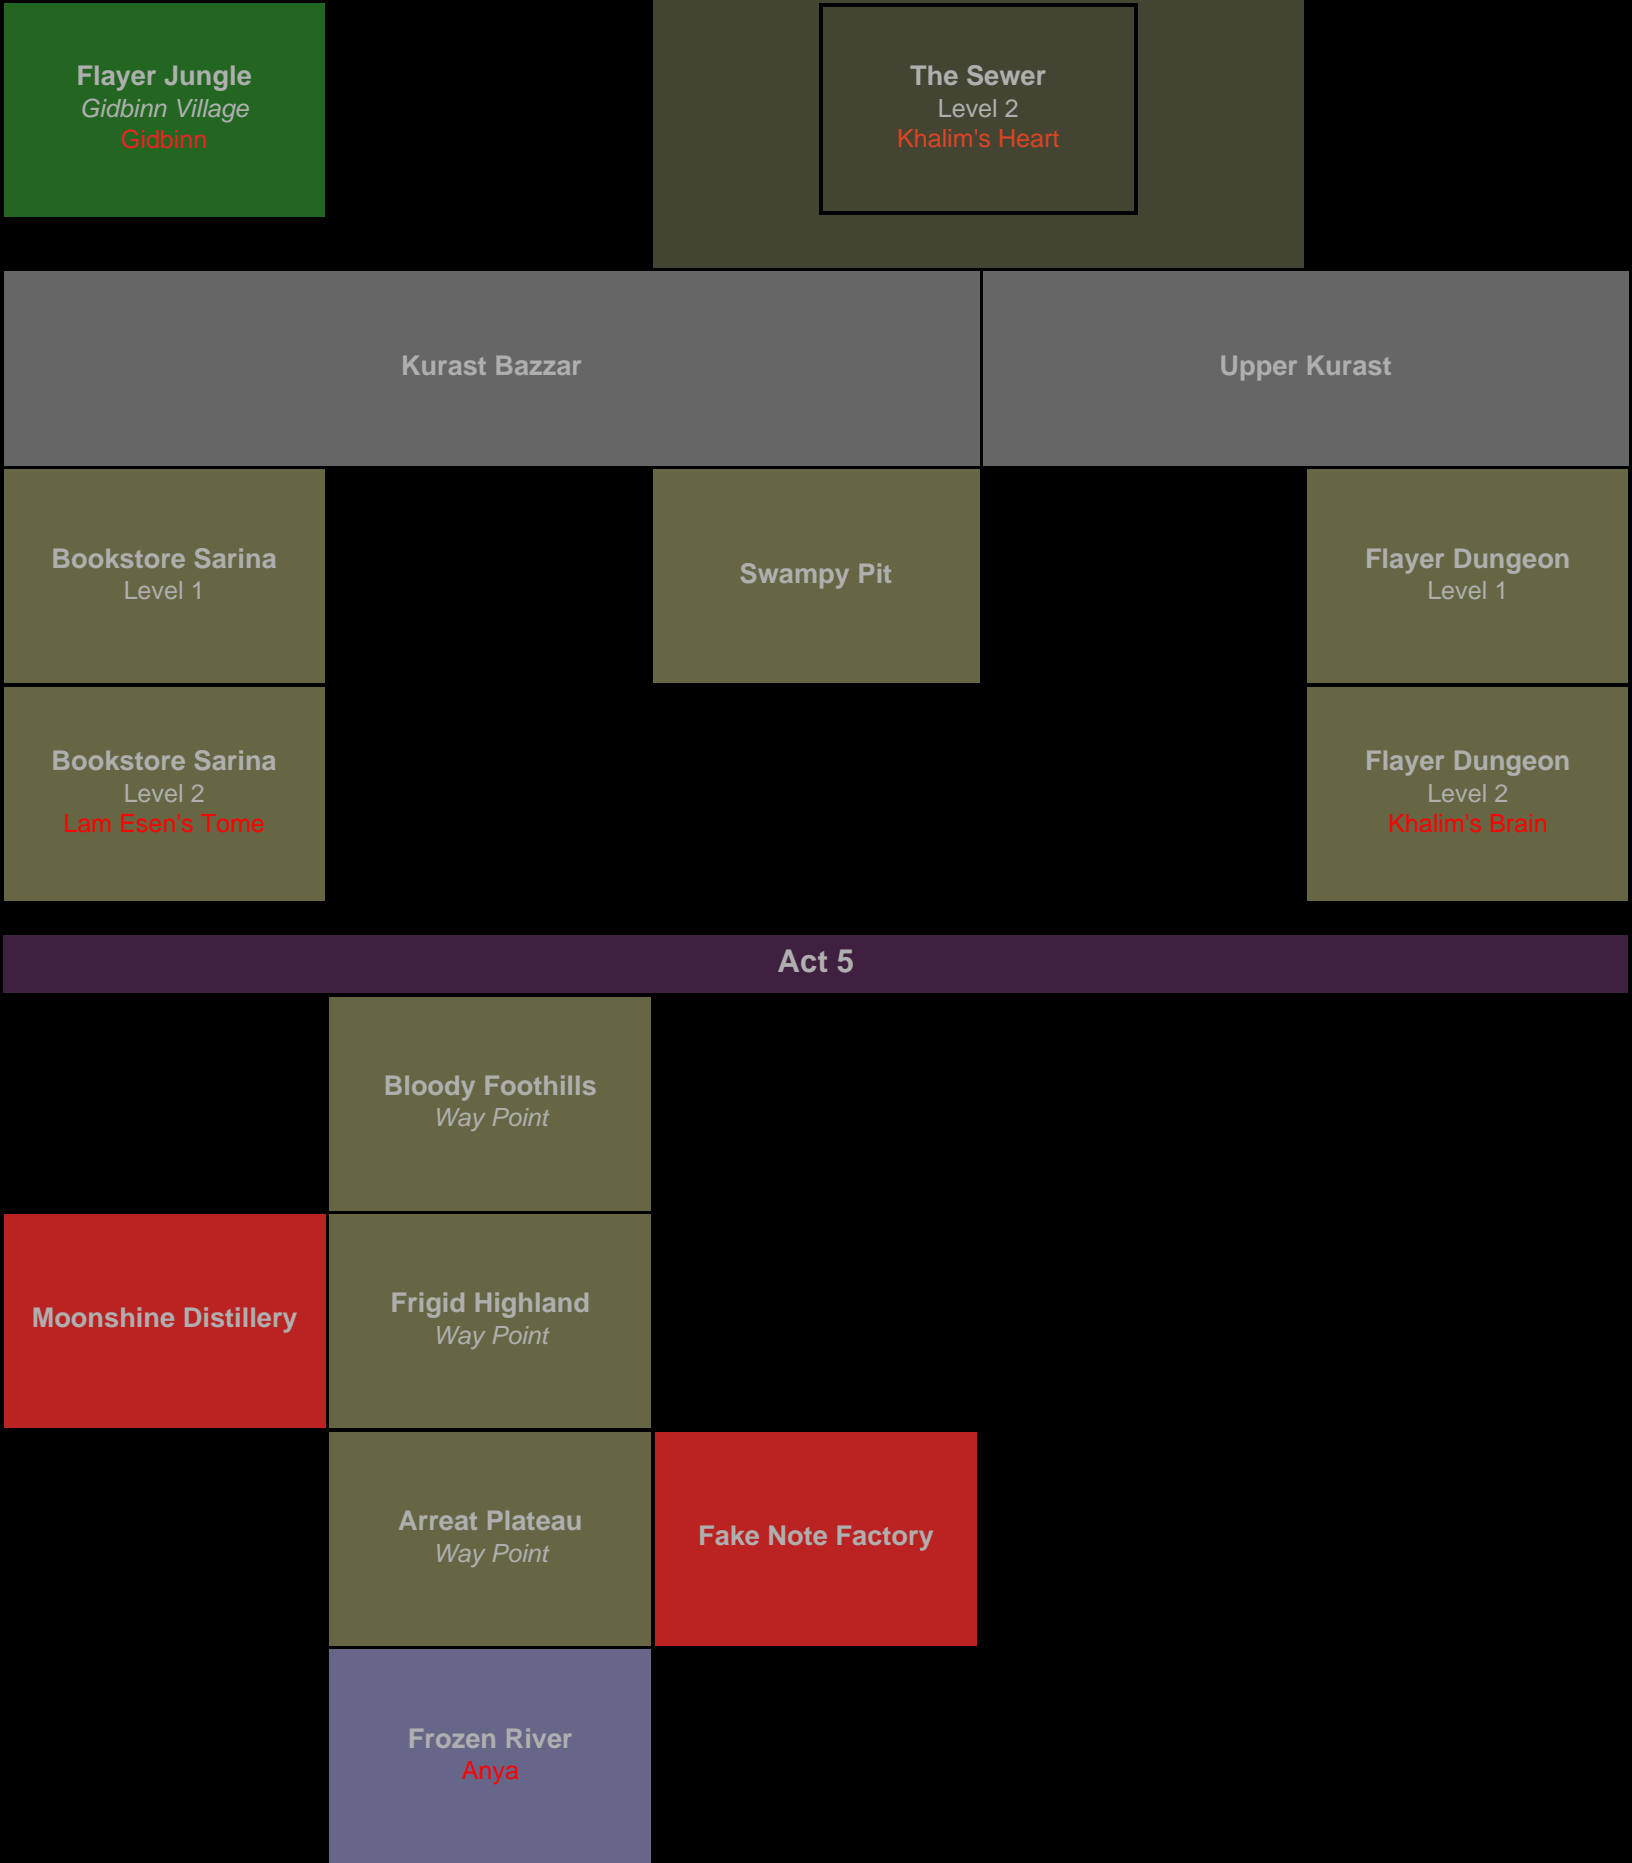 Flayer Jungle
Gidbinn Village
Gidbinn
The Sewer
Level 2
Khalim's Heart
Kurast Bazzar
Upper Kurast
Bookstore Sarina
Level 1
Swampy Pit
Flayer Dungeon
Level 1
Bookstore Sarina
Level 2
Lam Esen's Tome
Flayer Dungeon
Level 2
Khalim's Brain
Act 5
Bloody Foothills
Way Point
Moonshine Distillery
Frigid Highland
Way Point
Arreat Plateau
Way Point
Fake Note Factory
Frozen River
Anya